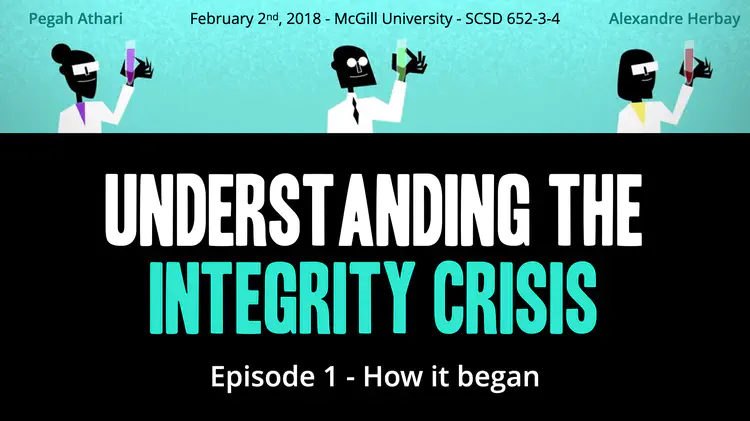 Pegah Athari
February 2nd, 2018 - McGill University - SCSD 652-3-4
Alexandre Herbay
UNDERSTANDING THE
INTEGRITY CRISIS
Episode 1 - How it began